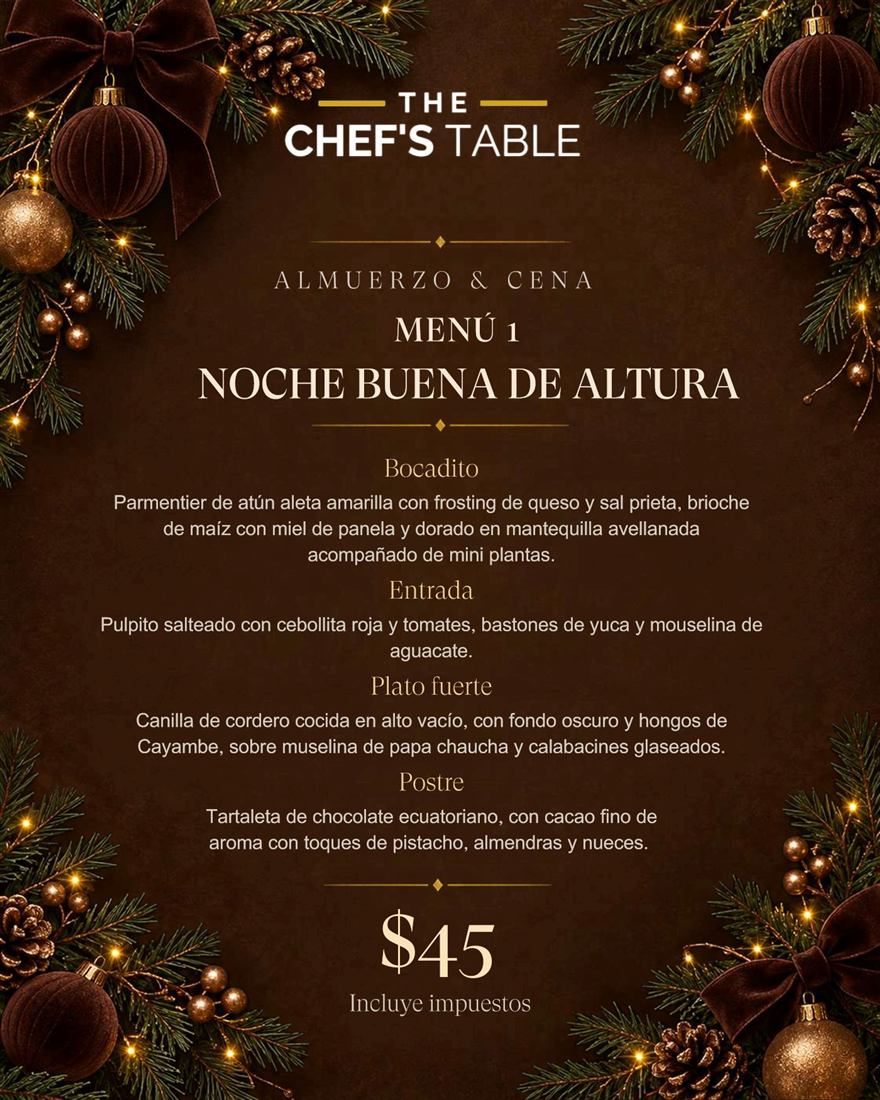 THE
CHEF'S TABLE
ALMUERZO & CENA
MENÚ 1
NOCHE BUENA DE ALTURA
Bocadito
Parmentier de atún aleta amarilla con frosting de queso y sal prieta, brioche
de maíz con miel de panela y dorado en mantequilla avellanada
acompañado de mini plantas.
Entrada
Pulpito salteado con cebollita roja y tomates, bastones de yuca y mouselina de
aguacate.
Plato fuerte
Canilla de cordero cocida en alto vacío, con fondo oscuro y hongos de
Cayambe, sobre muselina de papa chaucha y calabacines glaseados.
Postre
Tartaleta de chocolate ecuatoriano, con cacao fino de
aroma con toques de pistacho, almendras y nueces.
$45
Incluye impuestos